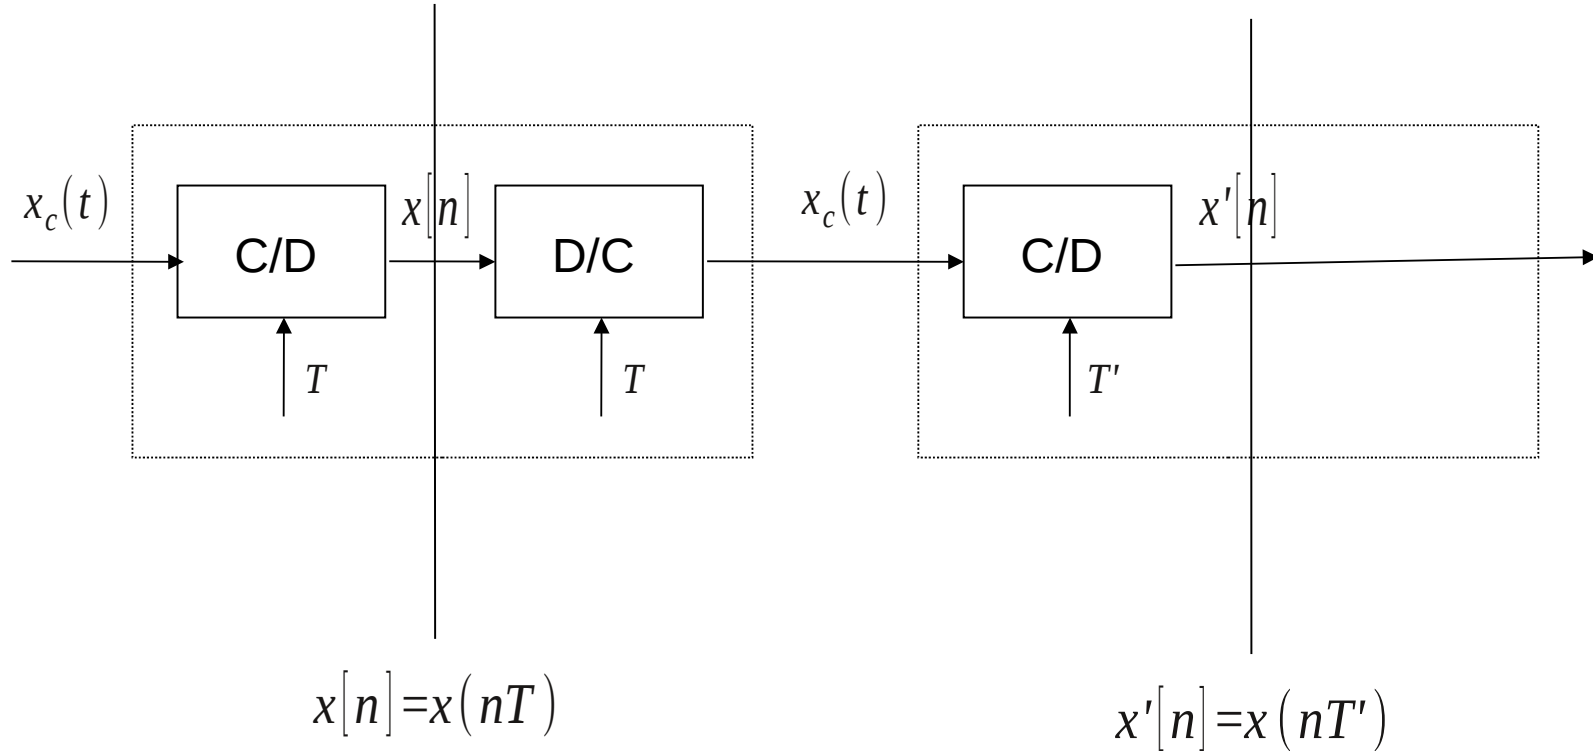 x_c(t)
C/D
x[n]
D/C
x_c(t)
C/D
x'[n]
T
T
T'
x[n]=x(nT)
x'[n]=x(nT')